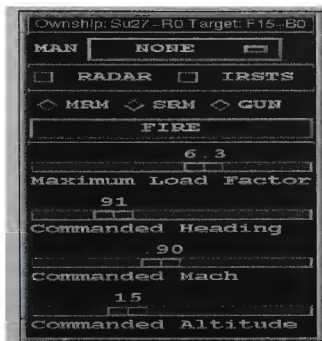 Ownship: Su27--R0 Target: F15--B0
MAN NONE
RADAR IRSTS
MRM SRM GUN
FIRE
6.3
Maximum Load Factor
91
Commanded Heading
.90
Commanded Mach
15
Commanded Altitude